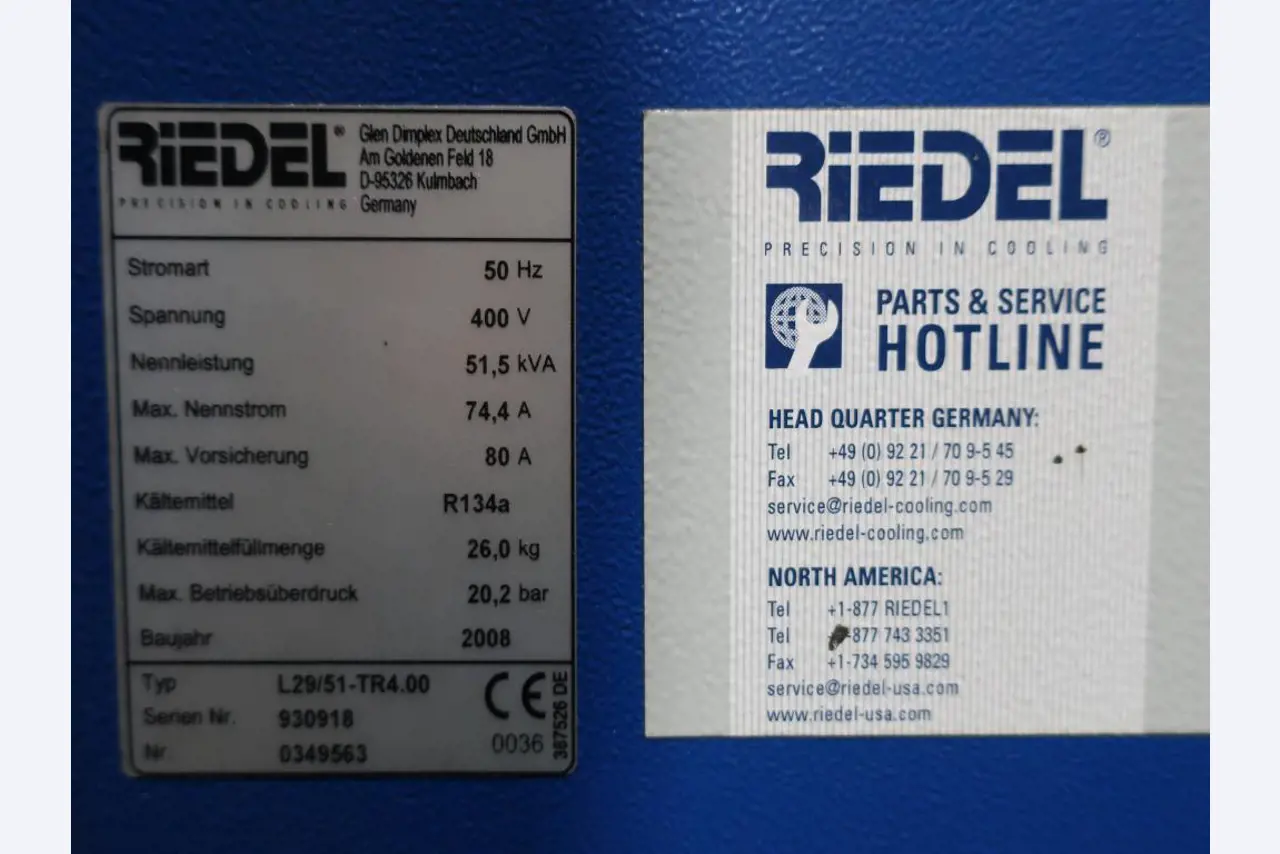 RIEDEL®
PRECISION IN COOLING
Glen Dimplex Deutschland GmbH
Am Goldenen Feld 18
D-95326 Kulmbach
Germany
Stromart 50 Hz
Spannung 400 V
Nennleistung 51,5 kVA
Max. Nennstrom 74,4 A
Max. Vorsicherung 80 A
Kältemittel R134a
Kältemittelfüllmenge 26,0 kg
Max. Betriebsüberdruck 20,2 bar
Baujahr 2008
Typ L29/51-TR4.00
Serien Nr. 930918
Nr 0349563
CE
0036
367526 DE
RIEDEL®
PRECISION IN COOLING
PARTS & SERVICE
HOTLINE
HEAD QUARTER GERMANY:
Tel +49 (0) 92 21 / 70 9-5 45
Fax +49 (0) 92 21 / 70 9-5 29
service@riedel-cooling.com
www.riedel-cooling.com
NORTH AMERICA:
Tel +1-877 RIEDEL1
Tel -877 743 3351
Fax +1-734 595 9829
service@riedel-usa.com
www.riedel-usa.com